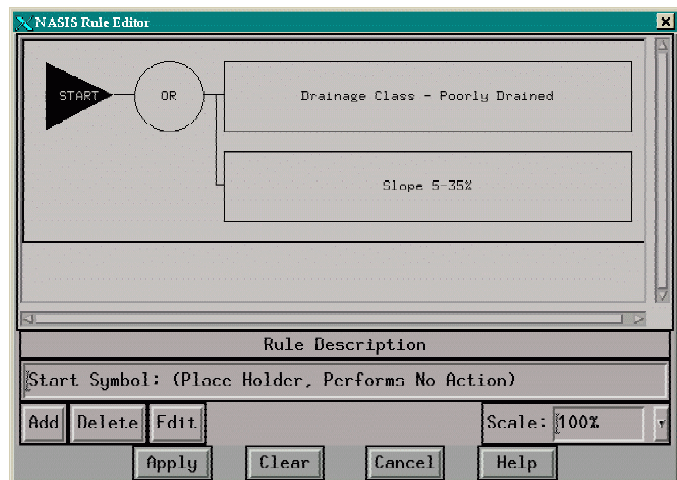 NASIS Rule Editor
START
OR
Drainage Class - Poorly Drained
Slope 5-35%
Rule Description
Start Symbol: (Place Holder, Performs No Action)
Add Delete Edit Scale: 100%
Apply Clear Cancel Help